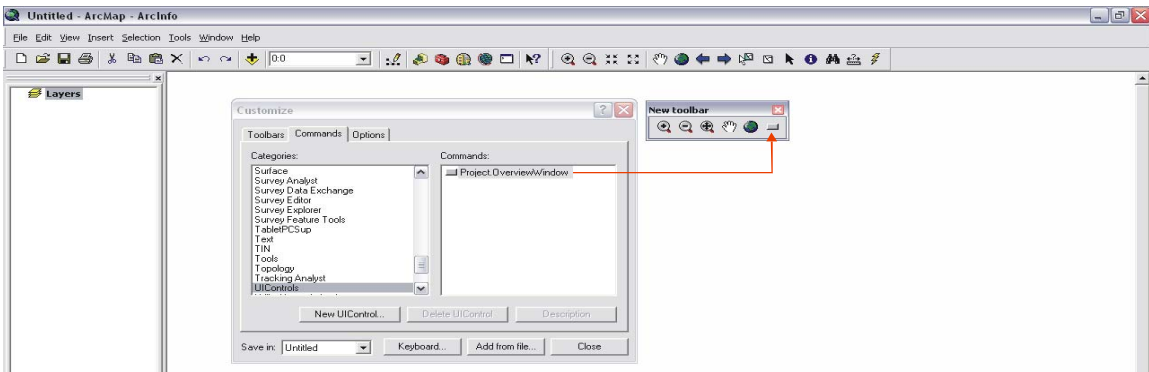 Untitled - ArcMap - ArcInfo
File Edit View Insert Selection Tools Window Help
0:0
Layers
Customize
Toolbars Commands Options
Categories:
Surface
Survey Analyst
Survey Data Exchange
Survey Editor
Survey Explorer
Survey Feature Tools
TabletPCSup
Text
TIN
Tools
Topology
Tracking Analyst
UIControls
Commands:
Project.OverviewWindow
New UIControl...
Delete UIControl
Description
Save in: Untitled
Keyboard...
Add from file...
Close
New toolbar